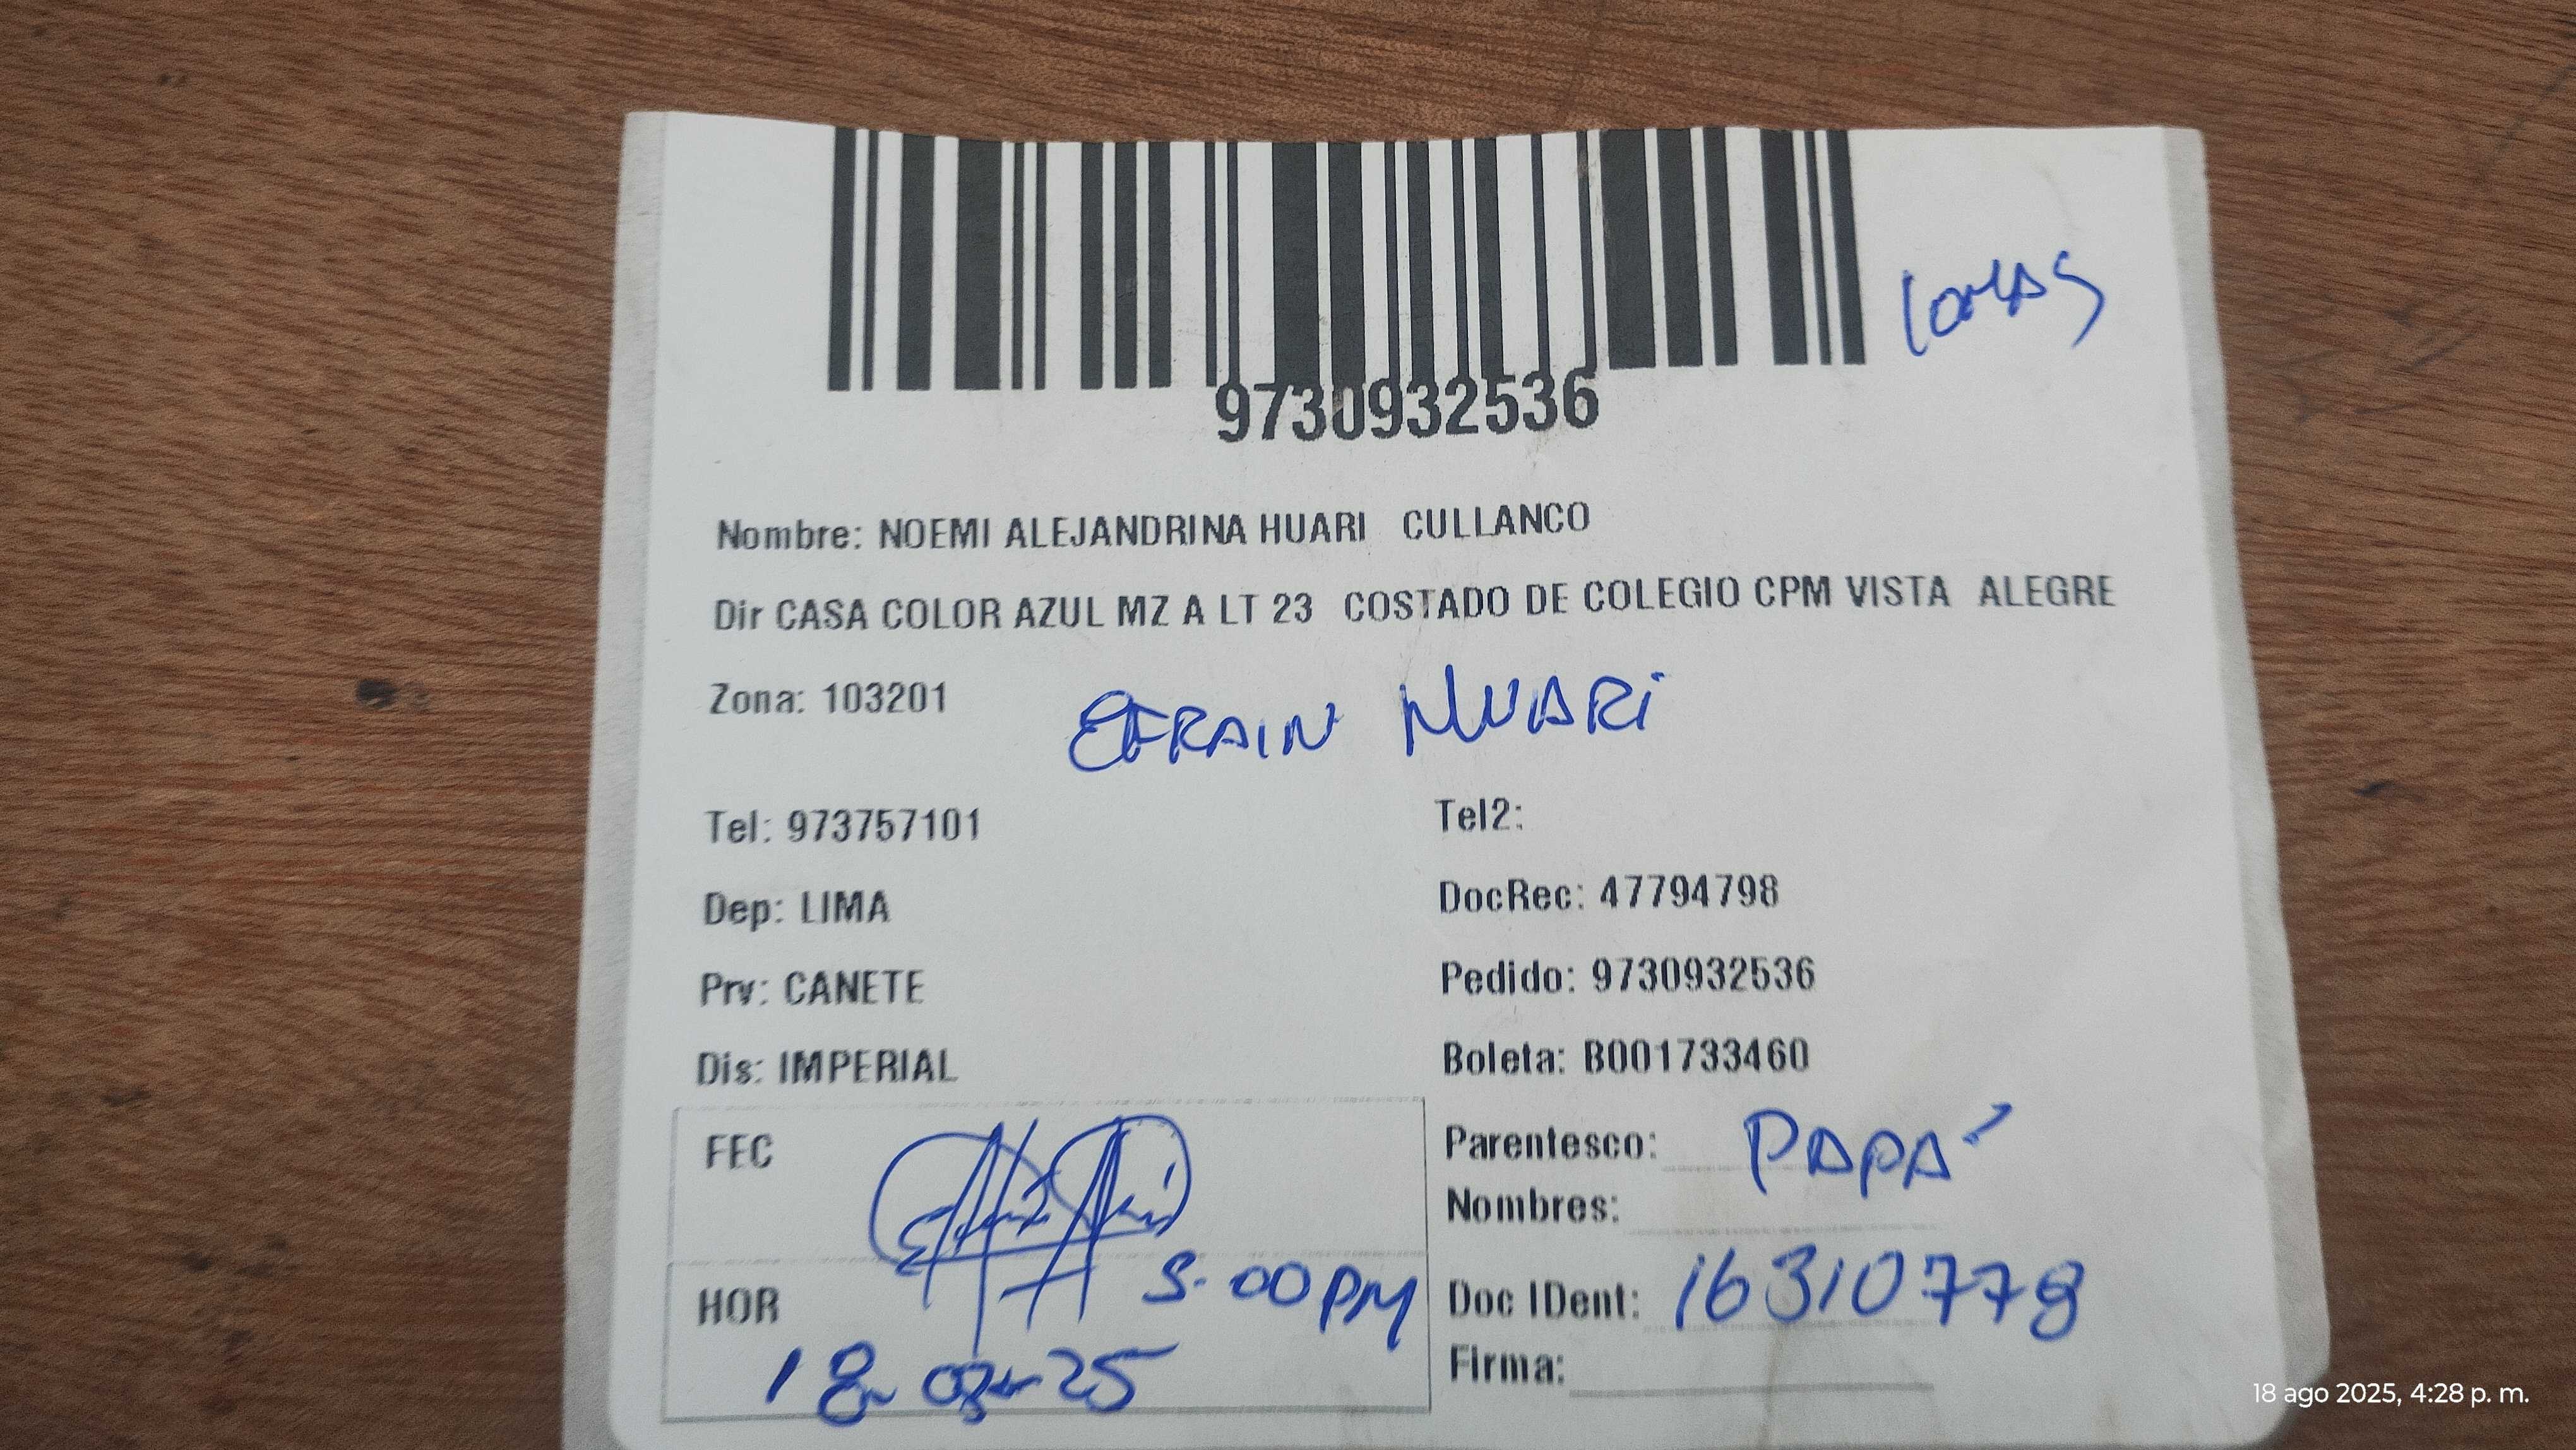 9730932536
Nombre: NOEMI ALEJANDRINA HUARI CULLANCO
Dir CASA COLOR AZUL MZ A LT 23 COSTADO DE COLEGIO CPM VISTA ALEGRE
Zona: 103201
EFRAIN HUARI
Tel: 973757101
Tel2:
Dep: LIMA
DocRec: 47794798
Prv: CANETE
Pedido: 9730932536
Dis: IMPERIAL
Boleta: B001733460
FEC
Parentesco: PAPÁ
Nombres:
HOR
5-00 PM
Doc IDent: 16310778
18-08-25
Firma:
18 ago 2025, 4:28 p. m.